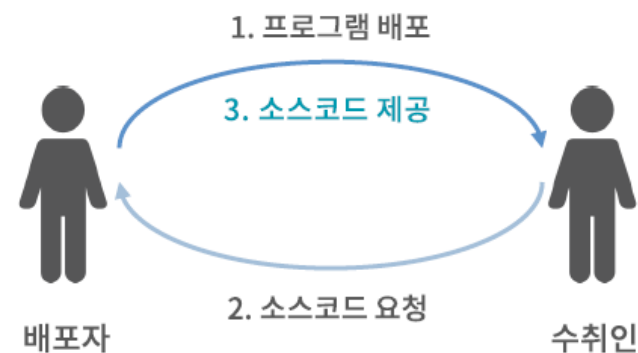 1. 프로그램 배포
3. 소스코드 제공
2. 소스코드 요청
배포자
수취인